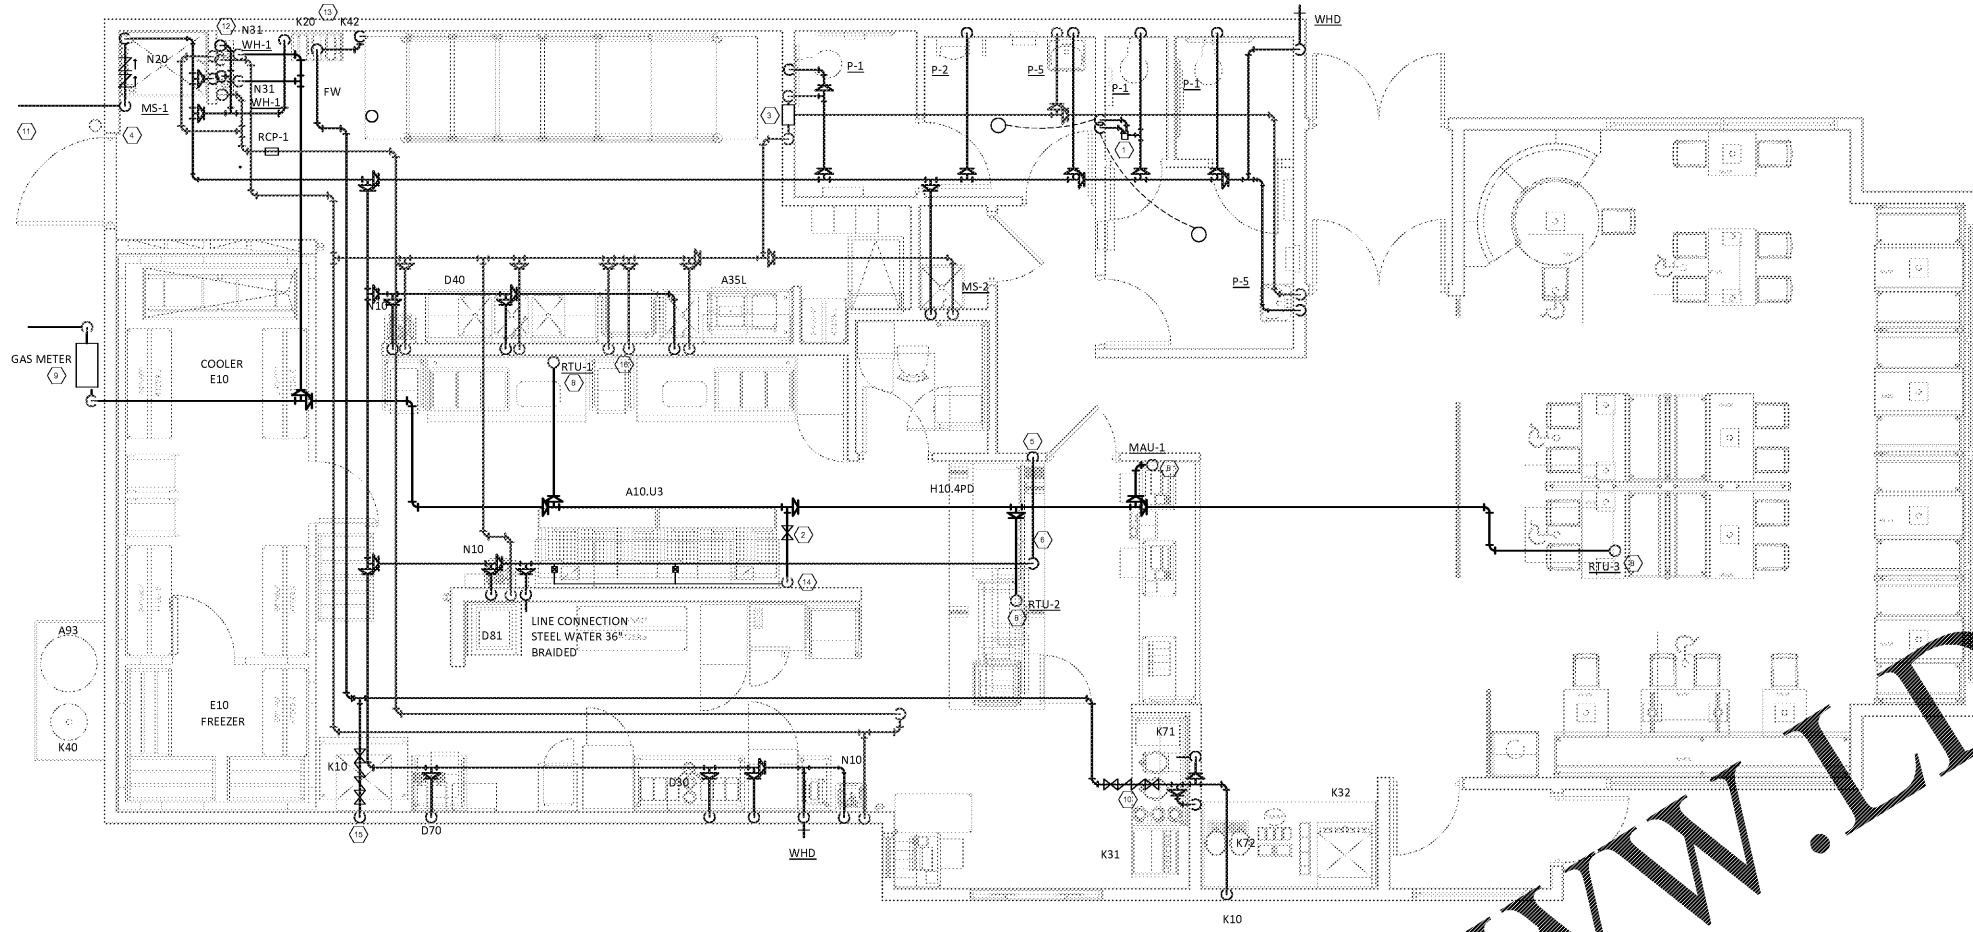 12
13
K20
K42
N31
WH-1
WHD
N20
P-1
P-2
P-5
P-1
P-1
N31
WH-1
FW
MS-1
3
11
4
RCP-1
1
D40
A35L
MS-2
P-5
N10
GAS METER
9
COOLER
E10
RTU-1
8
16
5
MAU-1
8
A10.U3
H10.4PD
2
6
N10
RTU-3
8
14
RTU-2
8
LINE CONNECTION
STEEL WATER 36"
BRAIDED
D81
A93
E10
FREEZER
K40
K71
K10
N10
D30
10
K32
15
D70
WHD
K31
K72
K10
WWW.LI